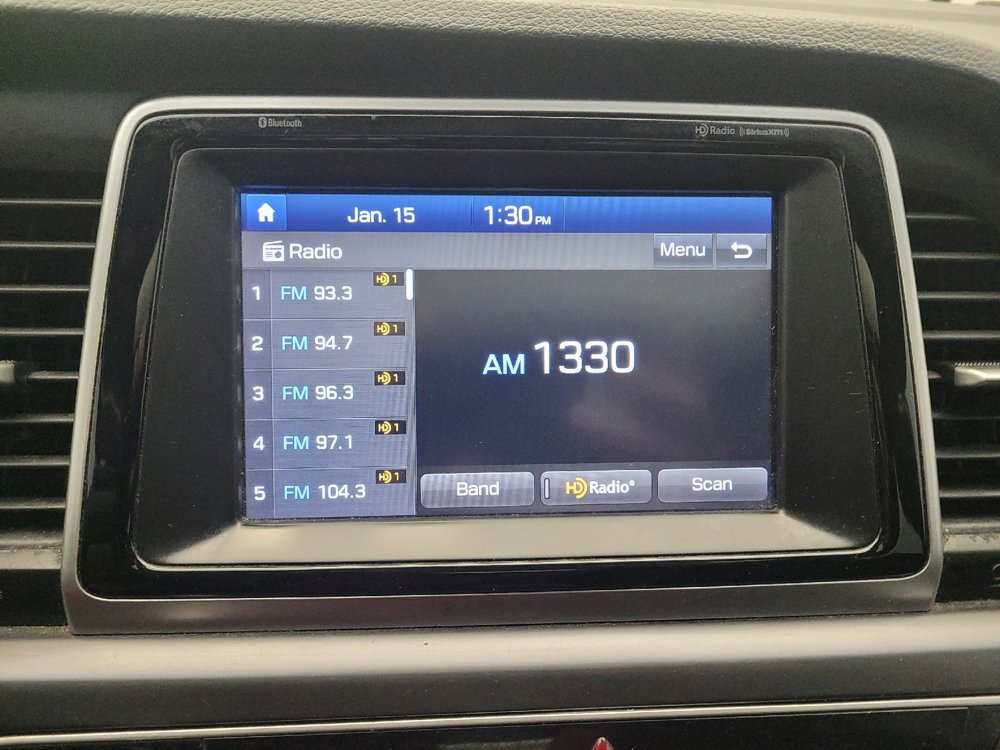 Bluetooth
HD Radio ((SiriusXM))
Jan. 15 1:30 PM
Radio Menu
1 FM 93.3 HD 1
2 FM 94.7 HD 1
3 FM 96.3 HD 1
4 FM 97.1 HD 1
5 FM 104.3 HD 1
AM 1330
Band HD Radio® Scan